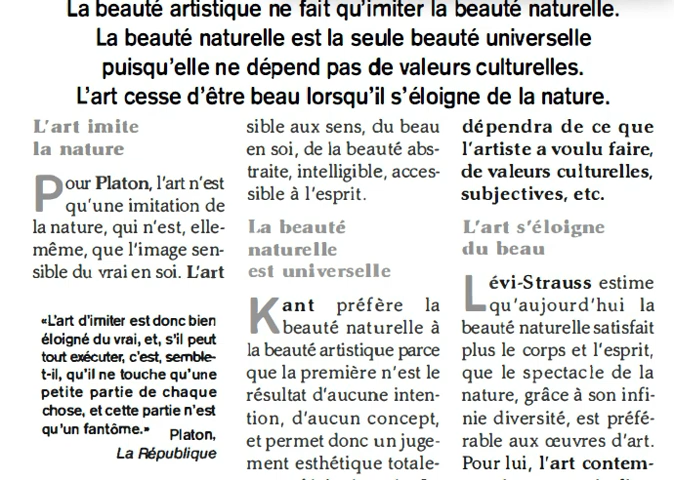 La beauté artistique ne fait qu'imiter la beauté naturelle.
La beauté naturelle est la seule beauté universelle
puisqu'elle ne dépend pas de valeurs culturelles.
L'art cesse d'être beau lorsqu'il s'éloigne de la nature.
L'art imite
la nature
Pour Platon, l'art n'est
qu'une imitation de
la nature, qui n'est, elle-
même, que l'image sen-
sible du vrai en soi. L'art
«L'art d'imiter est donc bien
éloigné du vrai, et, s'il peut
tout exécuter, c'est, semble-
t-il, qu'il ne touche qu'une
petite partie de chaque
chose, et cette partie n'est
qu'un fantôme.»
Platon,
La République
sible aux sens, du beau
en soi, de la beauté abs-
traite, intelligible, acces-
sible à l'esprit.
La beauté
naturelle
est universelle
Kant préfère la
beauté naturelle à
la beauté artistique parce
que la première n'est le
résultat d'aucune inten-
tion, d'aucun concept,
et permet donc un juge-
ment esthétique totale-
dépendra de ce que
l'artiste a voulu faire,
de valeurs culturelles,
subjectives, etc.
L'art s'éloigne
du beau
Lévi-Strauss estime
qu'aujourd'hui la
beauté naturelle satisfait
plus le corps et l'esprit,
que le spectacle de la
nature, grâce à son infi-
nie diversité, est préfé-
rable aux œuvres d'art.
Pour lui, l'art contem-